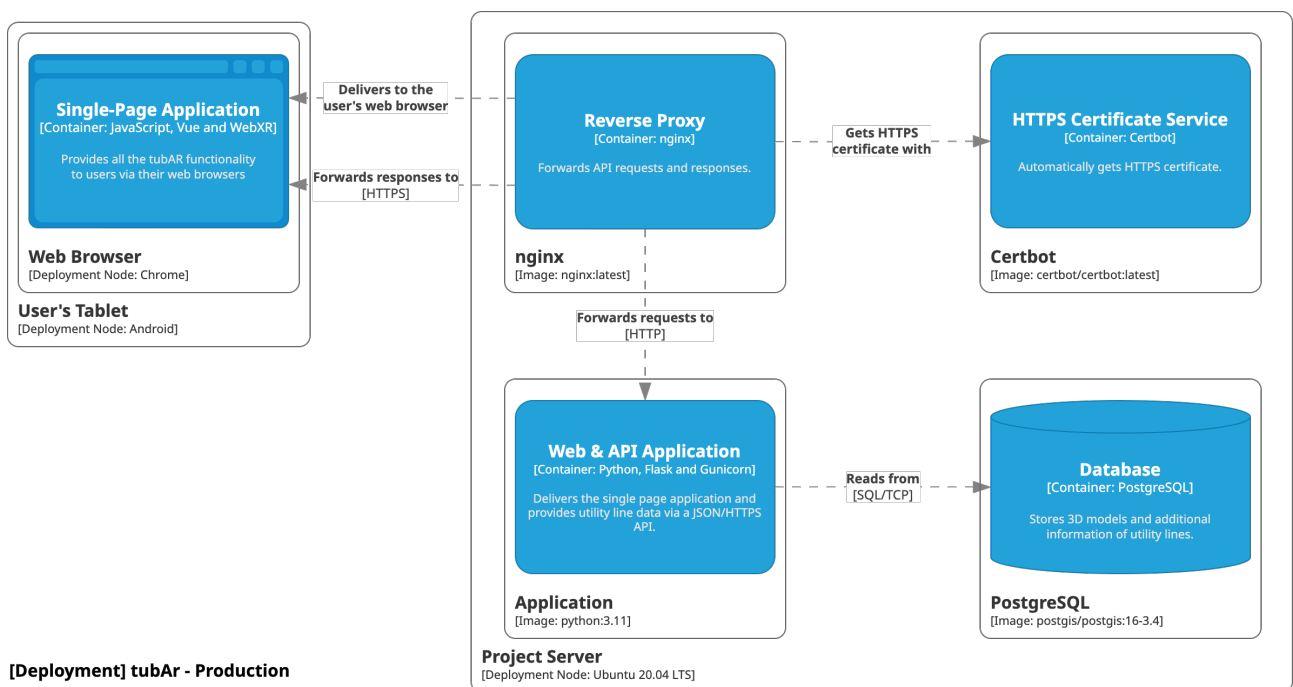 Single-Page Application
[Container: JavaScript, Vue and WebXR]
Provides all the tubAR functionality
to users via their web browsers
Web Browser
[Deployment Node: Chrome]
User's Tablet
[Deployment Node: Android]
Delivers to the
user's web browser
Forwards responses to
[HTTPS]
Reverse Proxy
[Container: nginx]
Forwards API requests and responses.
nginx
[Image: nginx:latest]
Gets HTTPS
certificate with
HTTPS Certificate Service
[Container: Certbot]
Automatically gets HTTPS certificate.
Certbot
[Image: certbot/certbot:latest]
Forwards requests to
[HTTP]
Web & API Application
[Container: Python, Flask and Gunicorn]
Delivers the single page application and
provides utility line data via a JSON/HTTPS
API.
Application
[Image: python:3.11]
Reads from
[SQL/TCP]
Database
[Container: PostgreSQL]
Stores 3D models and additional
information of utility lines.
PostgreSQL
[Image: postgis/postgis:16-3.4]
Project Server
[Deployment Node: Ubuntu 20.04 LTS]
[Deployment] tubAr - Production